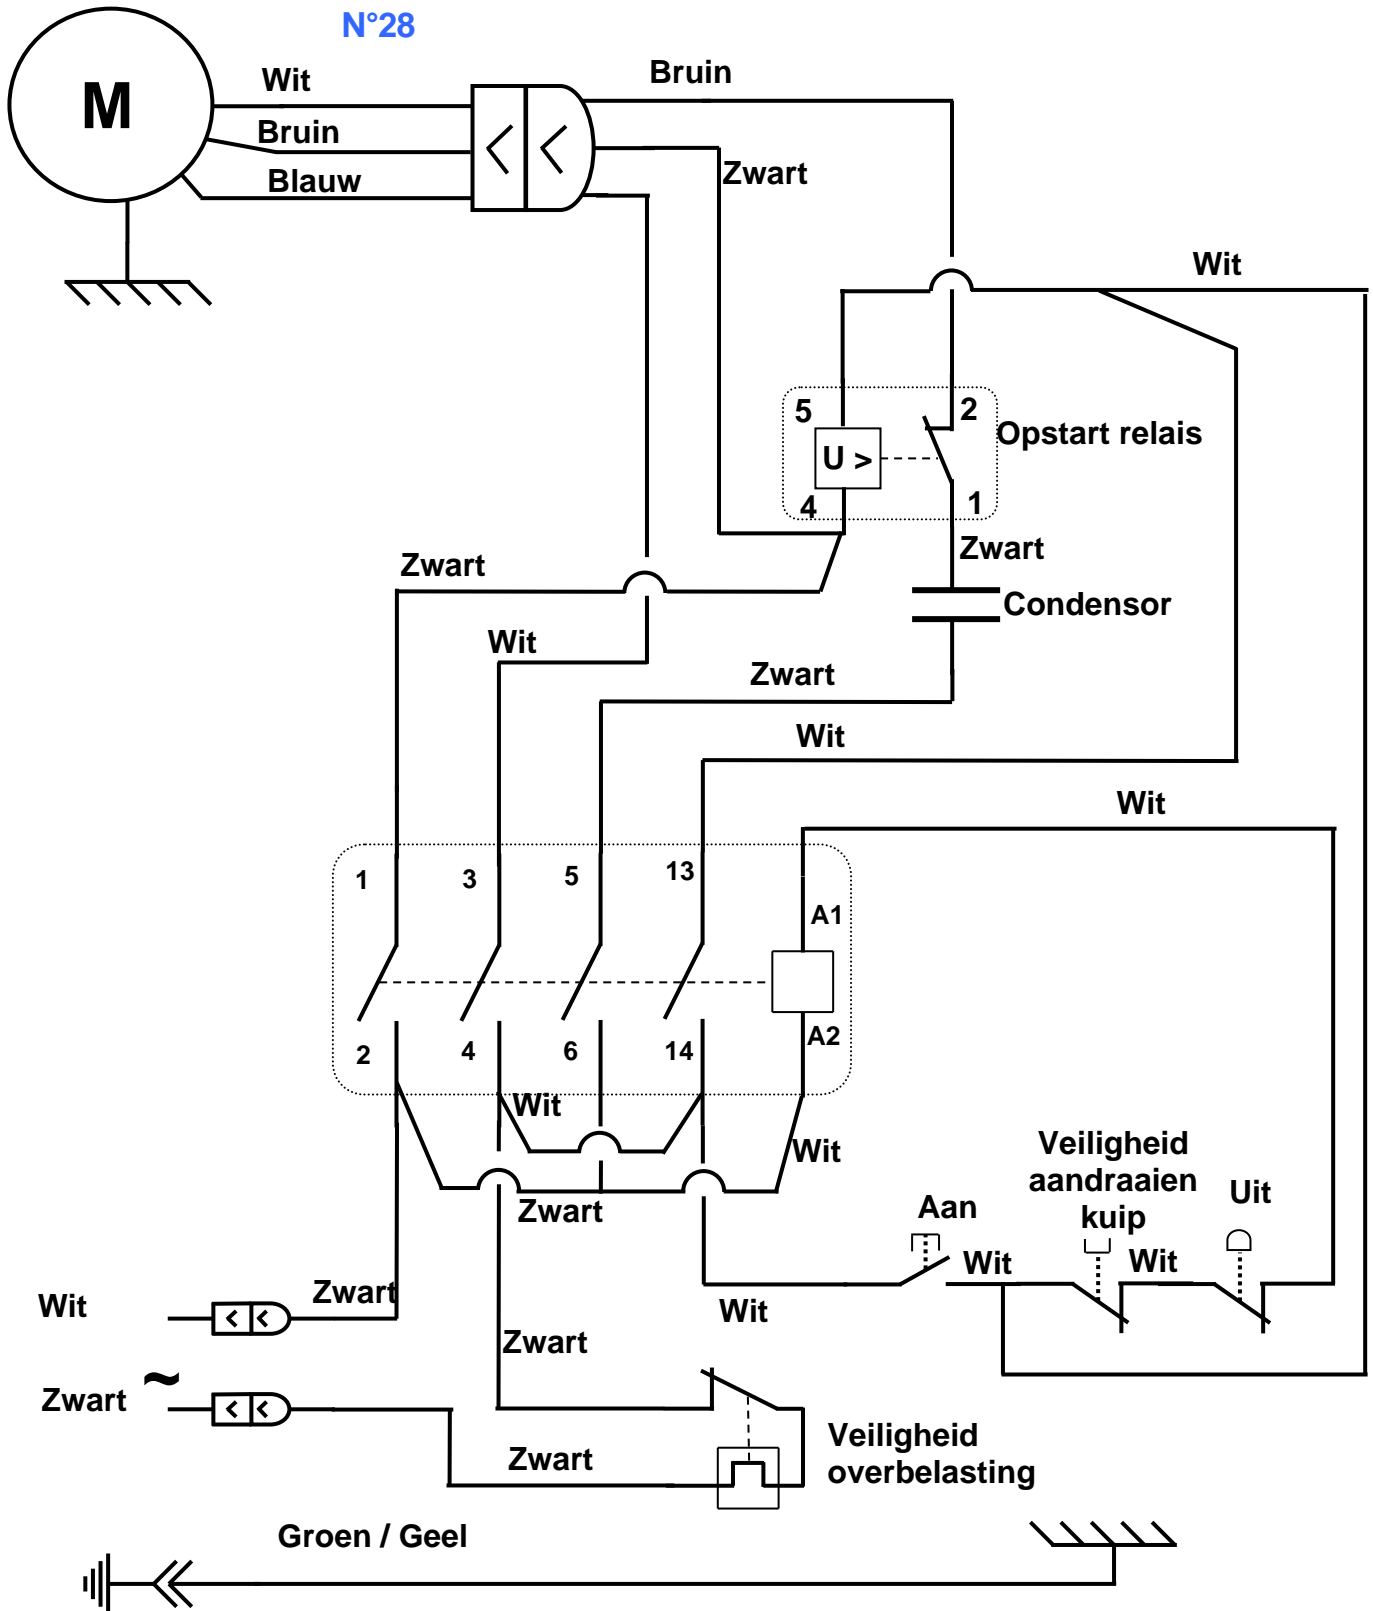 N°28
M
Wit
Bruin
Blauw
Bruin
Zwart
Wit
5
2
U >
Opstart relais
4
1
Zwart
Zwart
Condensor
Wit
Zwart
Wit
Wit
1
3
5
13
A1
2
4
6
14
A2
Wit
Wit
Zwart
Veiligheid
aandraaien
kuip
Aan
Uit
Wit
Wit
Wit
Zwart
Wit
Zwart
~
Zwart
Zwart
Veiligheid
overbelasting
Groen / Geel